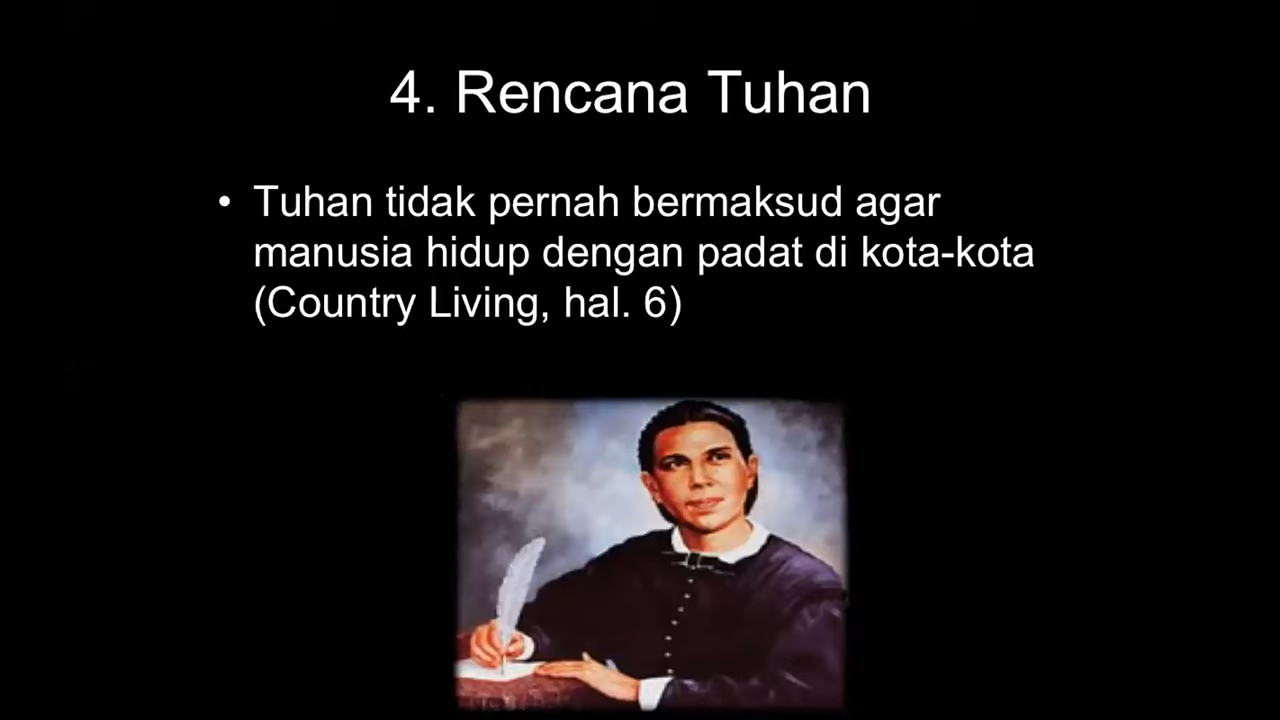 4. Rencana Tuhan
• Tuhan tidak pernah bermaksud agar
manusia hidup dengan padat di kota-kota
(Country Living, hal. 6)